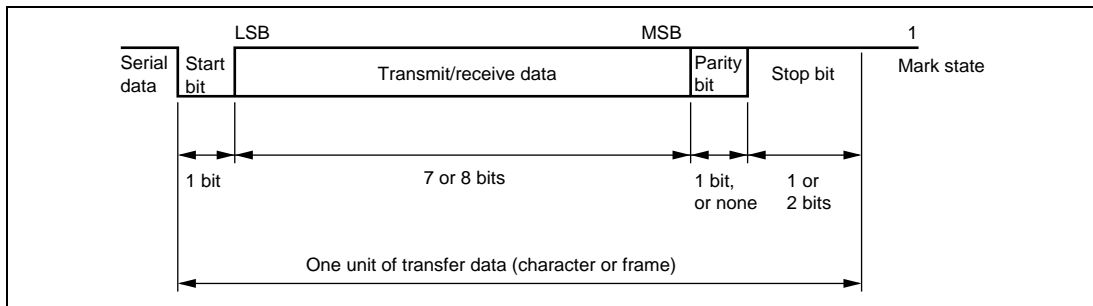 LSB
MSB
1
Serial data
Start bit
Transmit/receive data
Parity bit
Stop bit
Mark state
1 bit
7 or 8 bits
1 bit, or none
1 or 2 bits
One unit of transfer data (character or frame)